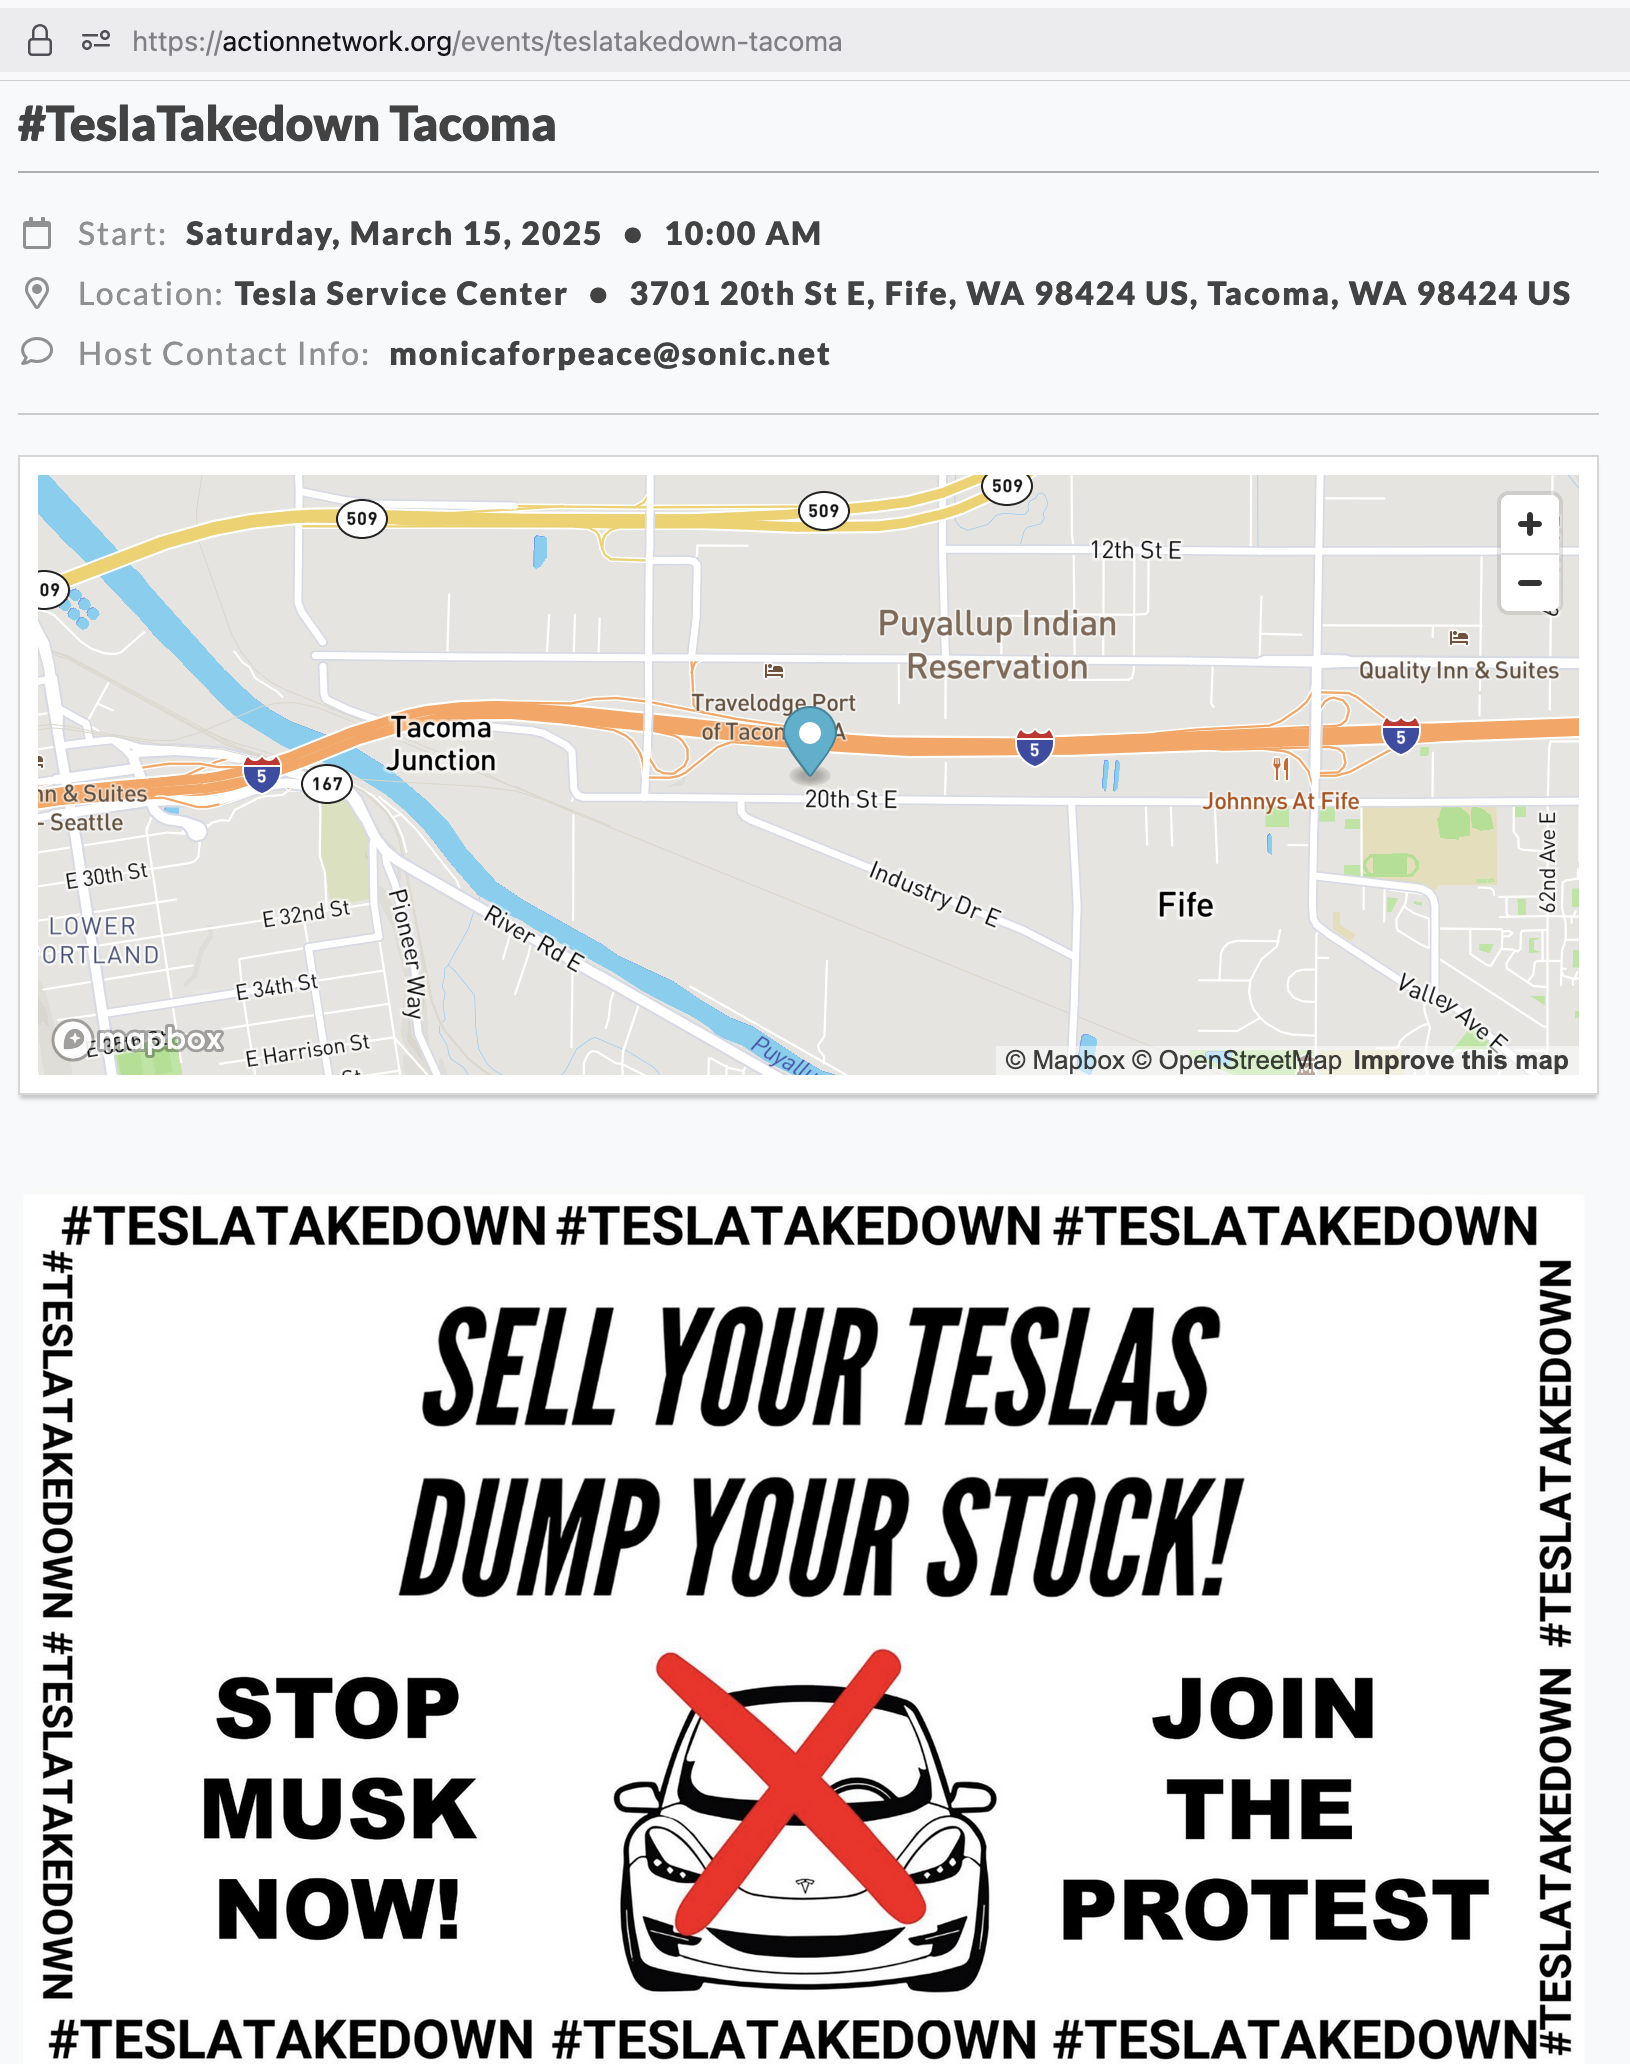 https://actionnetwork.org/events/teslatakedown-tacoma
#TeslaTakedown Tacoma
Start: Saturday, March 15, 2025 ● 10:00 AM
Location: Tesla Service Center ● 3701 20th St E, Fife, WA 98424 US, Tacoma, WA 98424 US
Host Contact Info: monicaforpeace@sonic.net
509
509
509
+
12th St E
−
09
Puyallup Indian
Reservation
Quality Inn & Suites
Travelodge Port
of Tacom A
Tacoma
Junction
5
5
5
167
nn & Suites
- Seattle
20th St E
Johnnys At Fife
62nd Ave E
E 30th St
Industry Dr E
Fife
E 32nd St
Pioneer Way
River Rd E
LOWER
ORTLAND
E 34th St
Valley Ave E
mapbox
E Harrison St
St
Puyallu
© Mapbox © OpenStreetMap Improve this map
#TESLATAKEDOWN #TESLATAKEDOWN #TESLATAKEDOWN
#TESLATAKEDOWN #TESLATAKEDOWN
#TESLATAKEDOWN #TESLATAKEDOWN
SELL YOUR TESLAS
DUMP YOUR STOCK!
STOP
MUSK
NOW!
JOIN
THE
PROTEST
#TESLATAKEDOWN #TESLATAKEDOWN #TESLATAKEDOWN